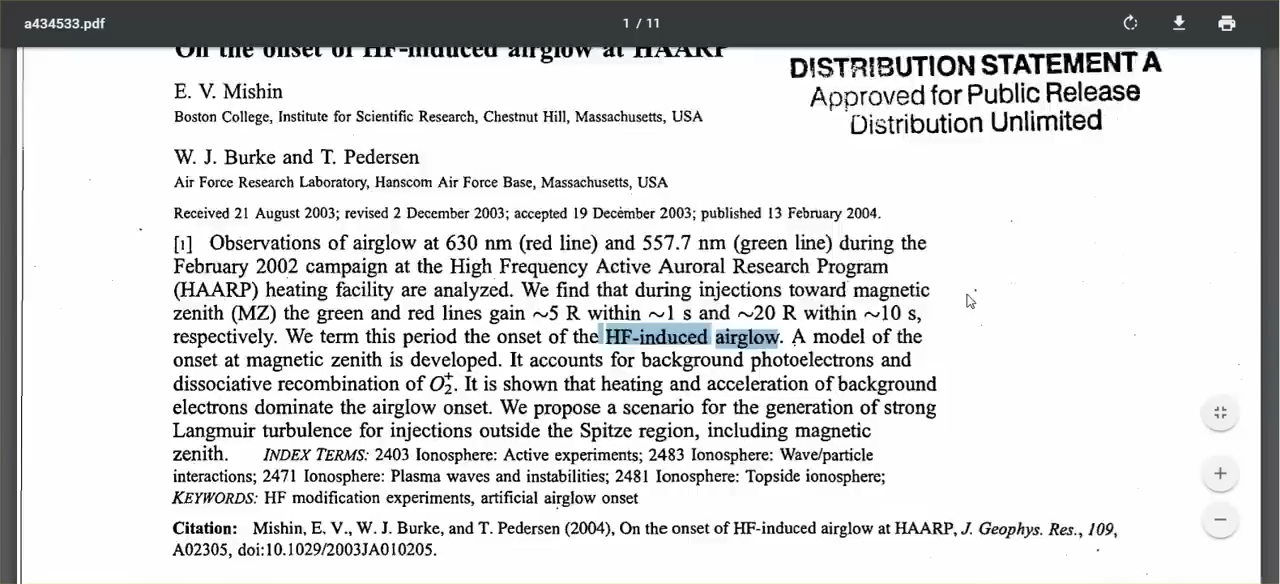 a434533.pdf
1 / 11
On the onset of HF-induced airglow at HAARP
DISTRIBUTION STATEMENT A
Approved for Public Release
Distribution Unlimited
E. V. Mishin
Boston College, Institute for Scientific Research, Chestnut Hill, Massachusetts, USA
W. J. Burke and T. Pedersen
Air Force Research Laboratory, Hanscom Air Force Base, Massachusetts, USA
Received 21 August 2003; revised 2 December 2003; accepted 19 December 2003; published 13 February 2004.
[1] Observations of airglow at 630 nm (red line) and 557.7 nm (green line) during the
February 2002 campaign at the High Frequency Active Auroral Research Program
(HAARP) heating facility are analyzed. We find that during injections toward magnetic
zenith (MZ) the green and red lines gain ~5 R within ~1 s and ~20 R within ~10 s,
respectively. We term this period the onset of the HF-induced airglow. A model of the
onset at magnetic zenith is developed. It accounts for background photoelectrons and
dissociative recombination of O₂⁺. It is shown that heating and acceleration of background
electrons dominate the airglow onset. We propose a scenario for the generation of strong
Langmuir turbulence for injections outside the Spitze region, including magnetic
zenith. INDEX TERMS: 2403 Ionosphere: Active experiments; 2483 Ionosphere: Wave/particle
interactions; 2471 Ionosphere: Plasma waves and instabilities; 2481 Ionosphere: Topside ionosphere;
KEYWORDS: HF modification experiments, artificial airglow onset
Citation: Mishin, E. V., W. J. Burke, and T. Pedersen (2004), On the onset of HF-induced airglow at HAARP, J. Geophys. Res., 109,
A02305, doi:10.1029/2003JA010205.